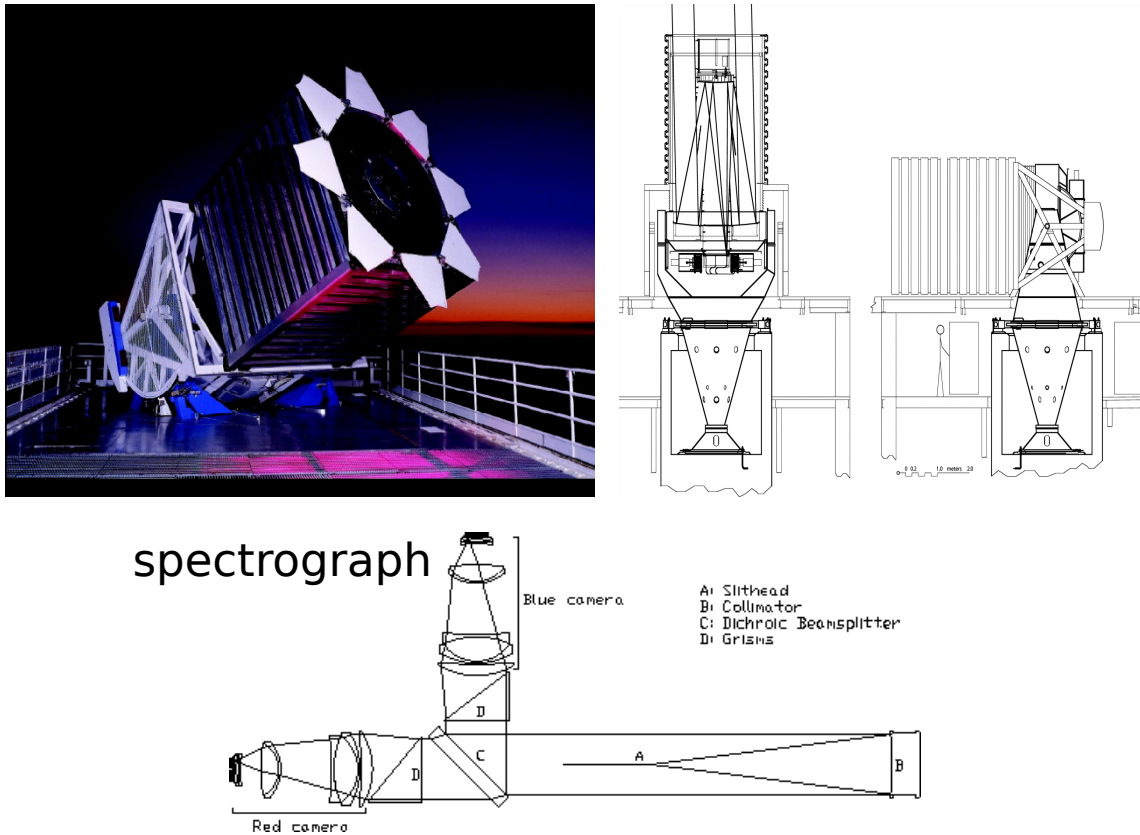 0 0.2 1.0 meters 2.0
spectrograph
Blue camera
A: Slithead
B: Collimator
C: Dichroic Beamsplitter
D: Grisms
D
C
A
B
D
Red camera